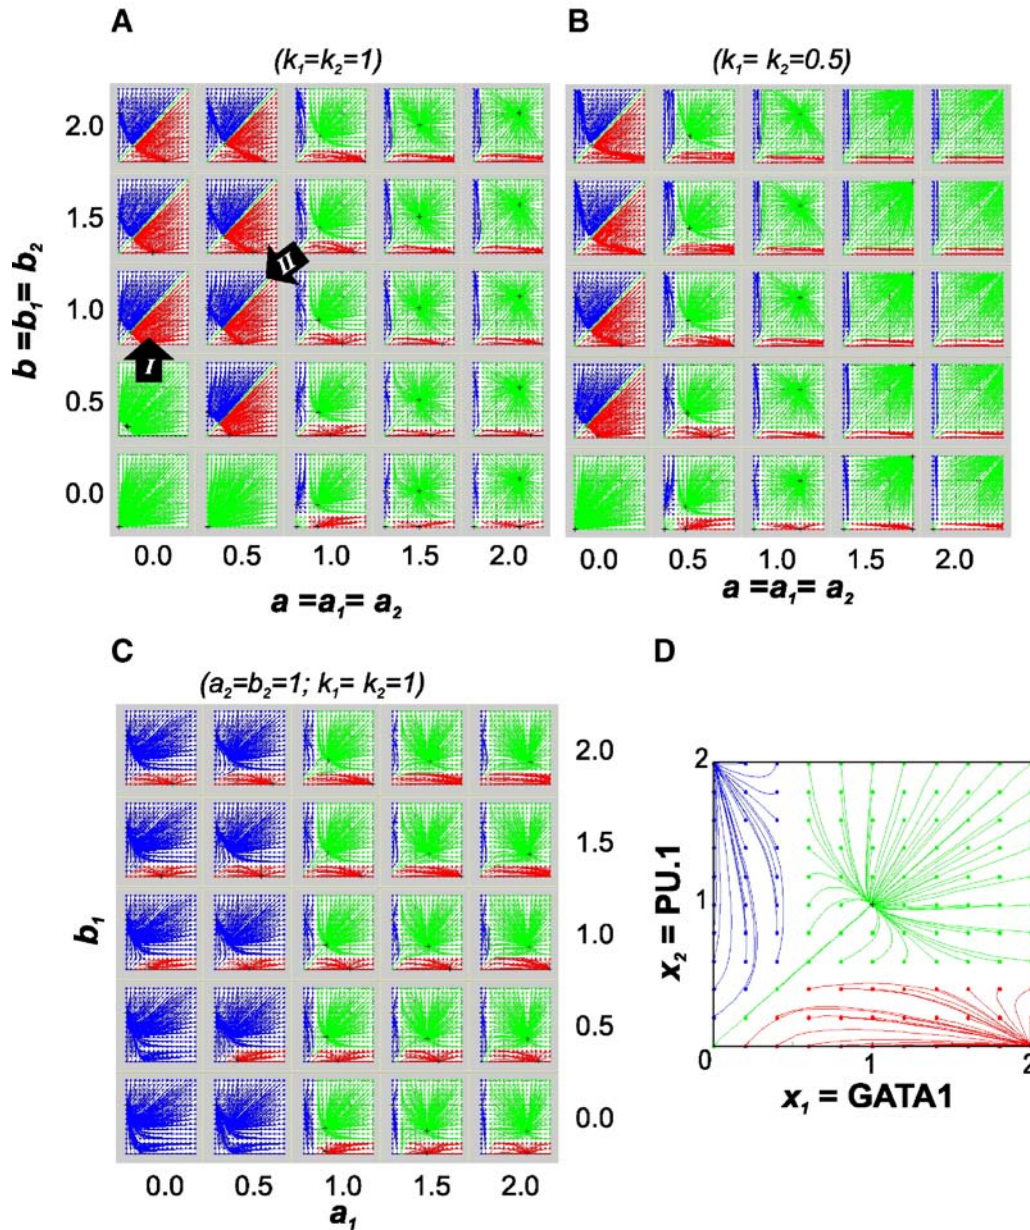 A
(k₁=k₂=1)
b =b₁= b₂
2.0
1.5
1.0
0.5
0.0
I
II
0.0 0.5 1.0 1.5 2.0
a =a₁= a₂
B
(k₁= k₂=0.5)
0.0 0.5 1.0 1.5 2.0
a =a₁= a₂
C
(a₂=b₂=1; k₁= k₂=1)
b₁
2.0
1.5
1.0
0.5
0.0
0.0 0.5 1.0 1.5 2.0
a₁
D
x₂ = PU.1
2
1
0 1 2
x₁ = GATA1